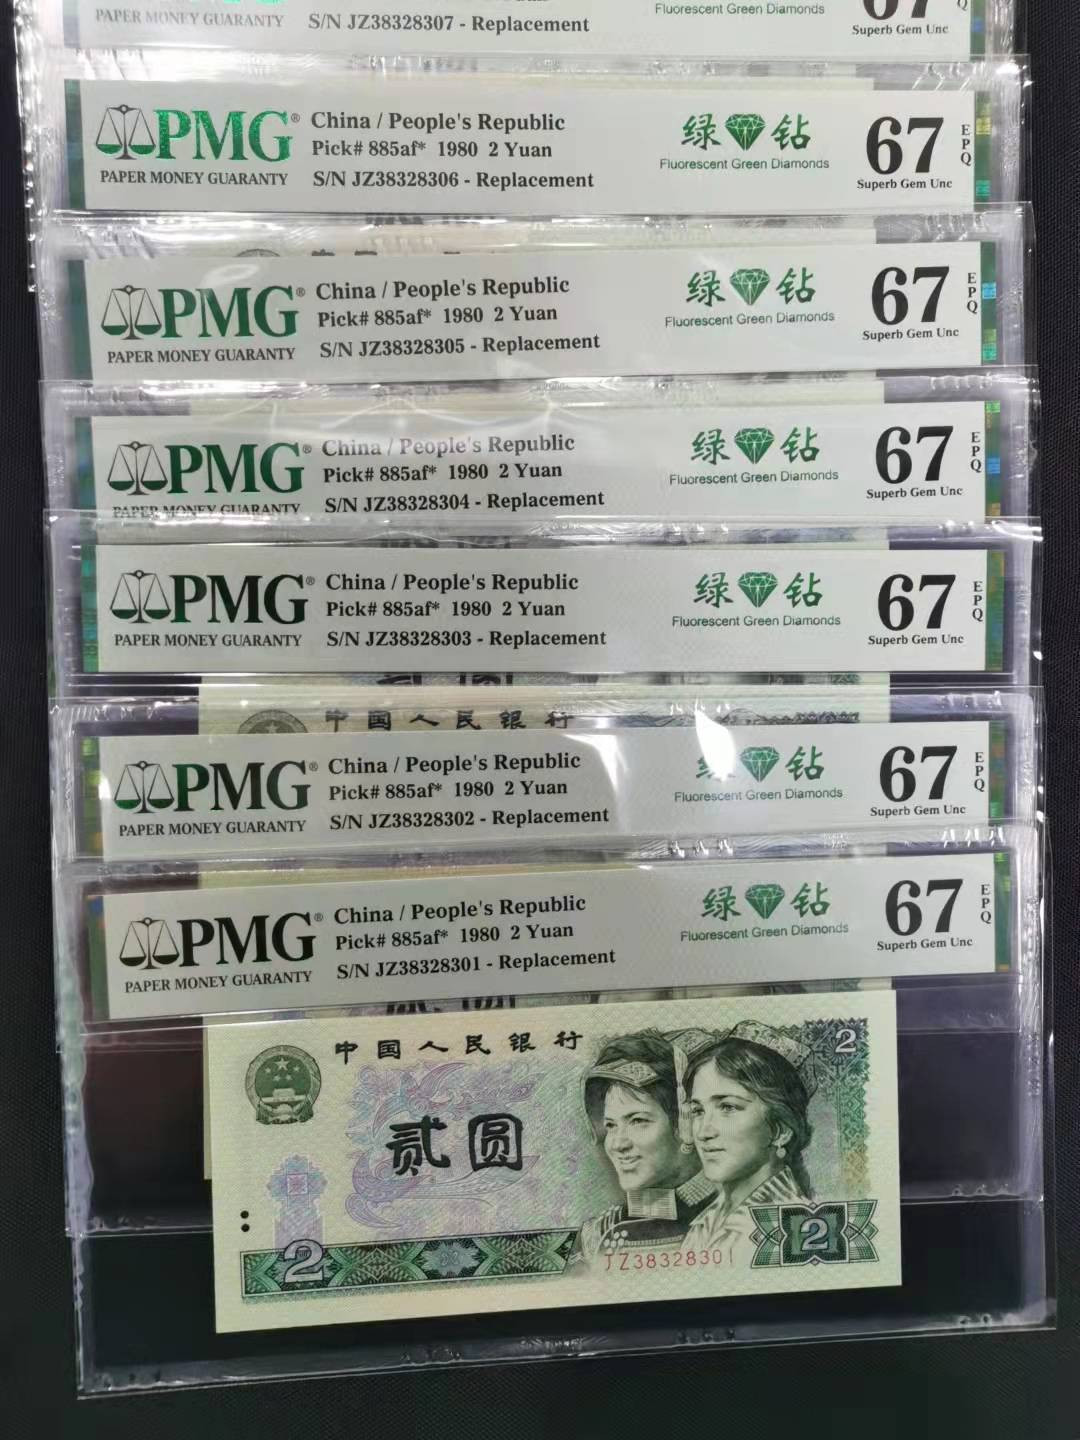 PAPER MONEY GUARANTY
S/N JZ38328307 - Replacement
Fluorescent Green Diamonds
67
Superb Gem Unc
PMG®
PAPER MONEY GUARANTY
China / People's Republic
Pick# 885af* 1980 2 Yuan
S/N JZ38328306 - Replacement
绿 钻
Fluorescent Green Diamonds
67
Superb Gem Unc
EPQ
PMG®
PAPER MONEY GUARANTY
China / People's Republic
Pick# 885af* 1980 2 Yuan
S/N JZ38328305 - Replacement
绿 钻
Fluorescent Green Diamonds
67
Superb Gem Unc
EPQ
PMG®
PAPER MONEY GUARANTY
China / People's Republic
Pick# 885af* 1980 2 Yuan
S/N JZ38328304 - Replacement
绿 钻
Fluorescent Green Diamonds
67
Superb Gem Unc
EPQ
PMG®
PAPER MONEY GUARANTY
China / People's Republic
Pick# 885af* 1980 2 Yuan
S/N JZ38328303 - Replacement
绿 钻
Fluorescent Green Diamonds
67
Superb Gem Unc
EPQ
中国人民银行
PMG®
PAPER MONEY GUARANTY
China / People's Republic
Pick# 885af* 1980 2 Yuan
S/N JZ38328302 - Replacement
绿 钻
Fluorescent Green Diamonds
67
Superb Gem Unc
EPQ
PMG®
PAPER MONEY GUARANTY
China / People's Republic
Pick# 885af* 1980 2 Yuan
S/N JZ38328301 - Replacement
绿 钻
Fluorescent Green Diamonds
67
Superb Gem Unc
EPQ
中国人民银行
2
贰圆
2
2
JZ38328301